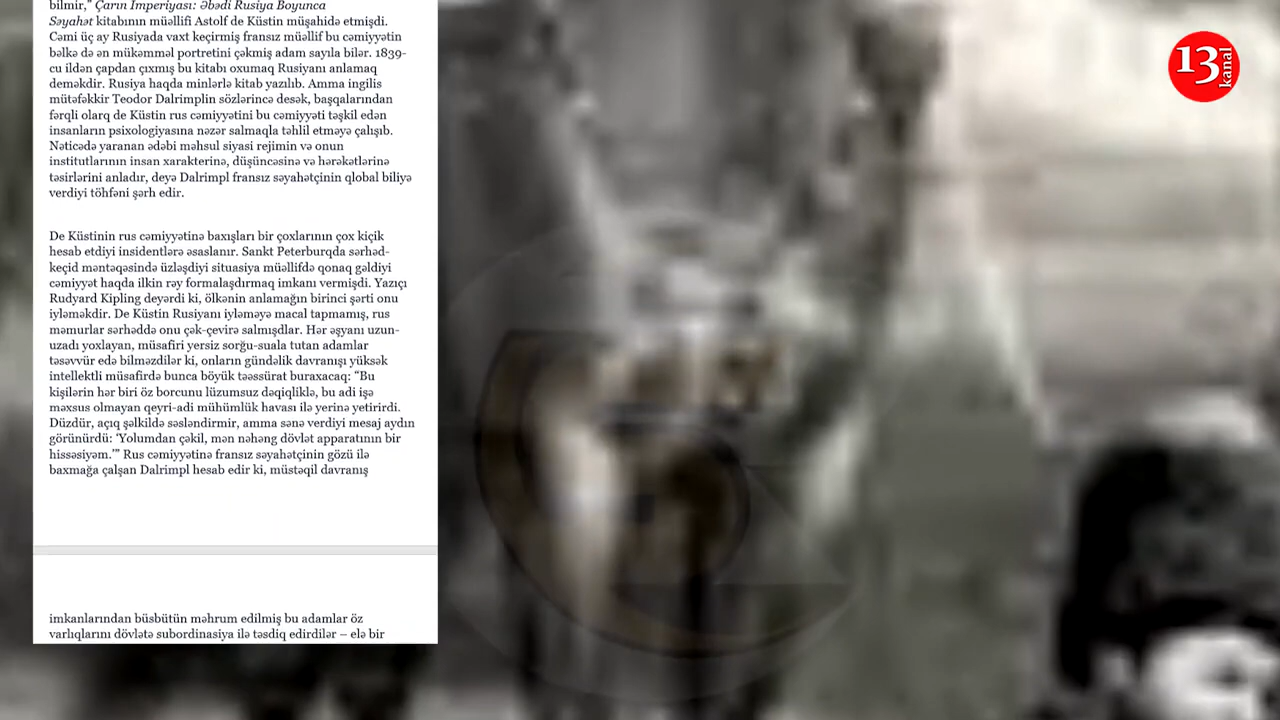 bilmir,” Çarın İmperiyası: Əbədi Rusiya Boyunca
Səyahət kitabının müəllifi Astolf de Küstin müşahidə etmişdi.
Cəmi üç ay Rusiyada vaxt keçirmiş fransız müəllif bu cəmiyyətin
bəlkə də ən mükəmməl portretini çəkmiş adam sayıla bilər. 1839-
cu ildən çapdan çıxmış bu kitabı oxumaq Rusiyanı anlamaq
deməkdir. Rusiya haqda minlərlə kitab yazılıb. Amma ingilis
mütəfəkkir Teodor Dalrimplin sözlərincə desək, başqalarından
fərqli olarq de Küstin rus cəmiyyətini bu cəmiyyəti təşkil edən
insanların psixologiyasına nəzər salmaqla təhlil etməyə çalışıb.
Nəticədə yaranan ədəbi məhsul siyasi rejimin və onun
institutlarının insan xarakterinə, düşüncəsinə və hərəkətlərinə
təsirlərini anladır, deyə Dalrimpl fransız səyahətçinin qlobal biliyə
verdiyi töhfəni şərh edir.
De Küstinin rus cəmiyyətinə baxışları bir çoxlarının çox kiçik
hesab etdiyi insidentlərə əsaslanır. Sankt Peterburqda sərhəd-
keçid məntəqəsində üzləşdiyi situasiya müəllifdə qonaq gəldiyi
cəmiyyət haqda ilkin rəy formalaşdırmaq imkanı vermişdi. Yazıçı
Rudyard Kipling deyərdi ki, ölkənin anlamağın birinci şərti onu
iyləməkdir. De Küstin Rusiyanı iyləməyə macal tapmamış, rus
məmurlar sərhəddə onu çək-çevirə salmışdlar. Hər əşyanı uzun-
uzadı yoxlayan, müsafiri yersiz sorğu-suala tutan adamlar
təsəvvür edə bilməzdilər ki, onların gündəlik davranışı yüksək
intellektli müsafirdə bunca böyük təəssürat buraxacaq: “Bu
kişilərin hər biri öz borcunu lüzumsuz dəqiqliklə, bu adi işə
məxsus olmayan qeyri-adi mühümlük havası ilə yerinə yetirirdi.
Düzdür, açıq şəlkildə səsləndirmir, amma sənə verdiyi mesaj aydın
görünürdü: ‘Yolumdan çəkil, mən nəhəng dövlət apparatının bir
hissəsiyəm.’” Rus cəmiyyətinə fransız səyahətçinin gözü ilə
baxmağa çalşan Dalrimpl hesab edir ki, müstəqil davranış
imkanlarından büsbütün məhrum edilmiş bu adamlar öz
varlıqlarını dövlətə subordinasiya ilə təsdiq edirdilər – elə bir
13
kanal